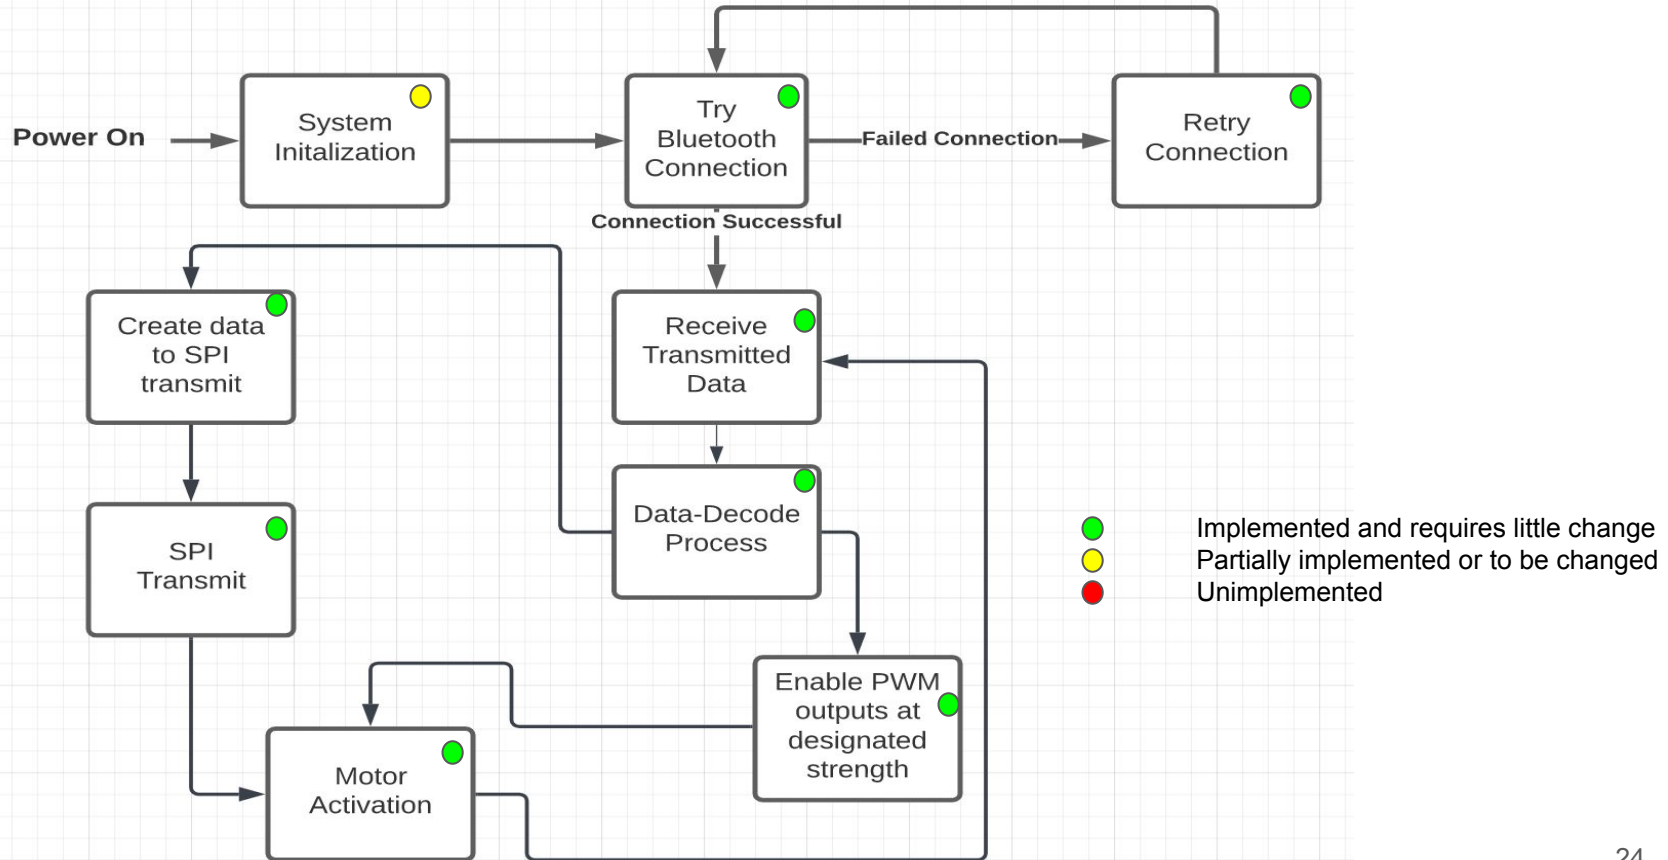 Power On
System
Initalization
Try
Bluetooth
Connection
Failed Connection
Retry
Connection
Connection Successful
Create data
to SPI
transmit
Receive
Transmitted
Data
SPI
Transmit
Data-Decode
Process
Implemented and requires little change
Partially implemented or to be changed
Unimplemented
Enable PWM
outputs at
designated
strength
Motor
Activation
24